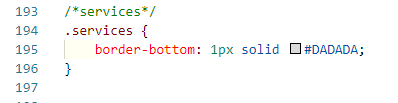 193 /*services*/
194 .services {
195 border-bottom: 1px solid #DADADA;
196 }
197